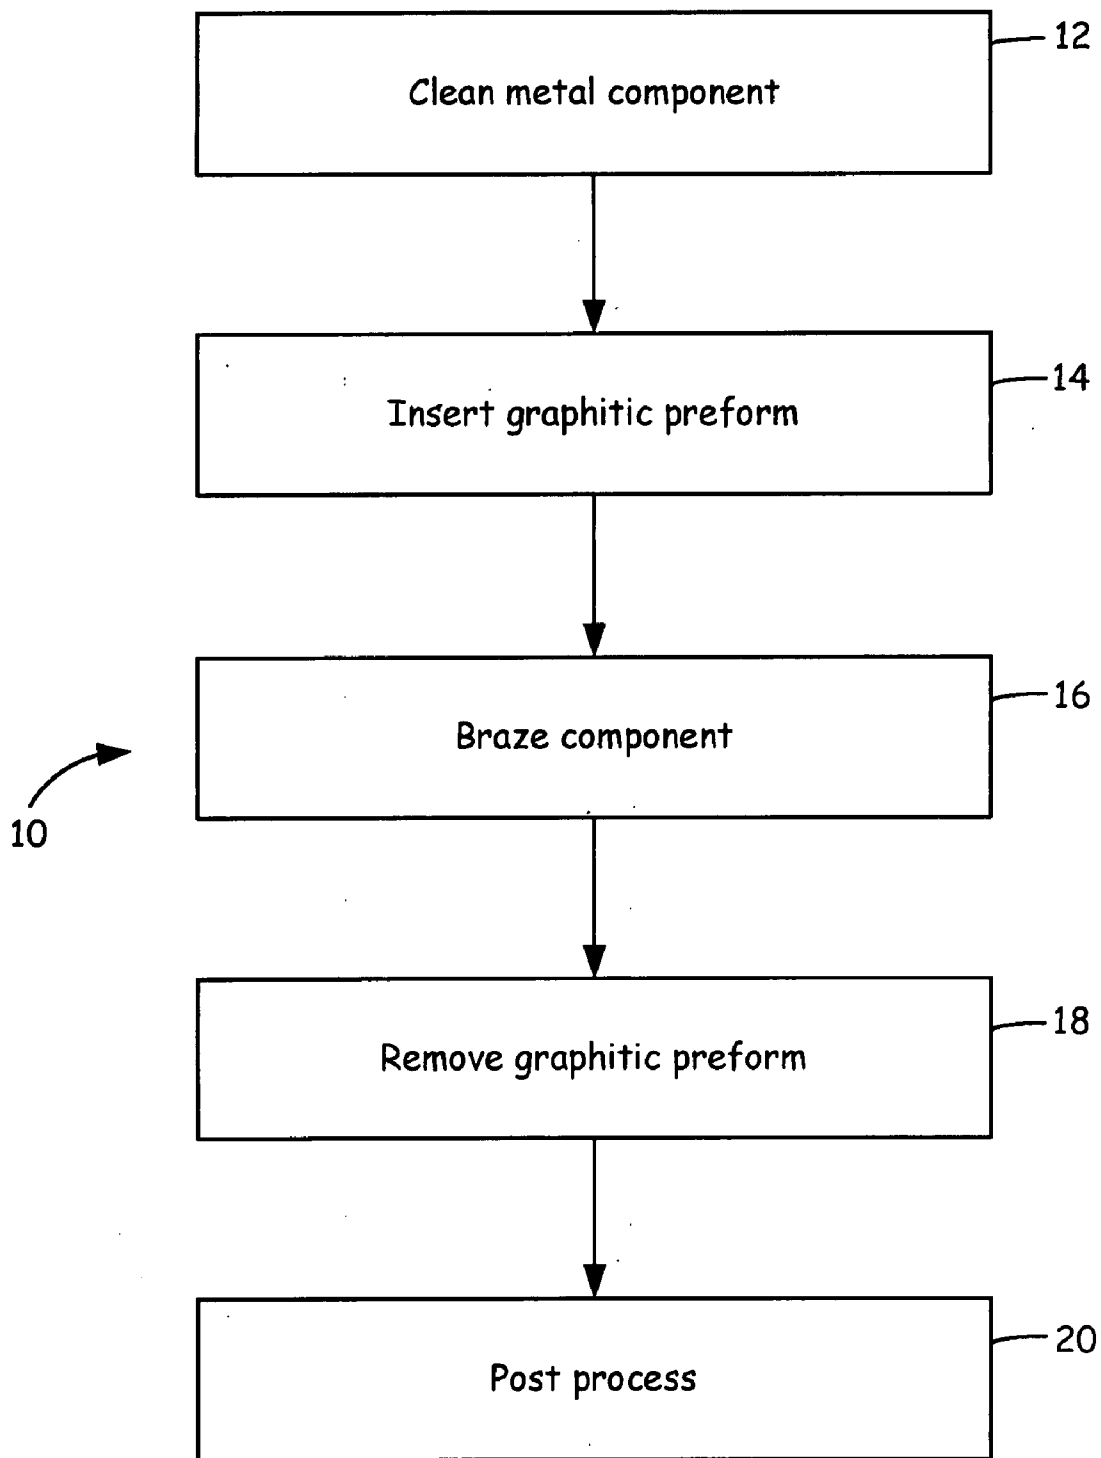 12
Clean metal component
14
Insert graphitic preform
16
Braze component
10
18
Remove graphitic preform
20
Post process